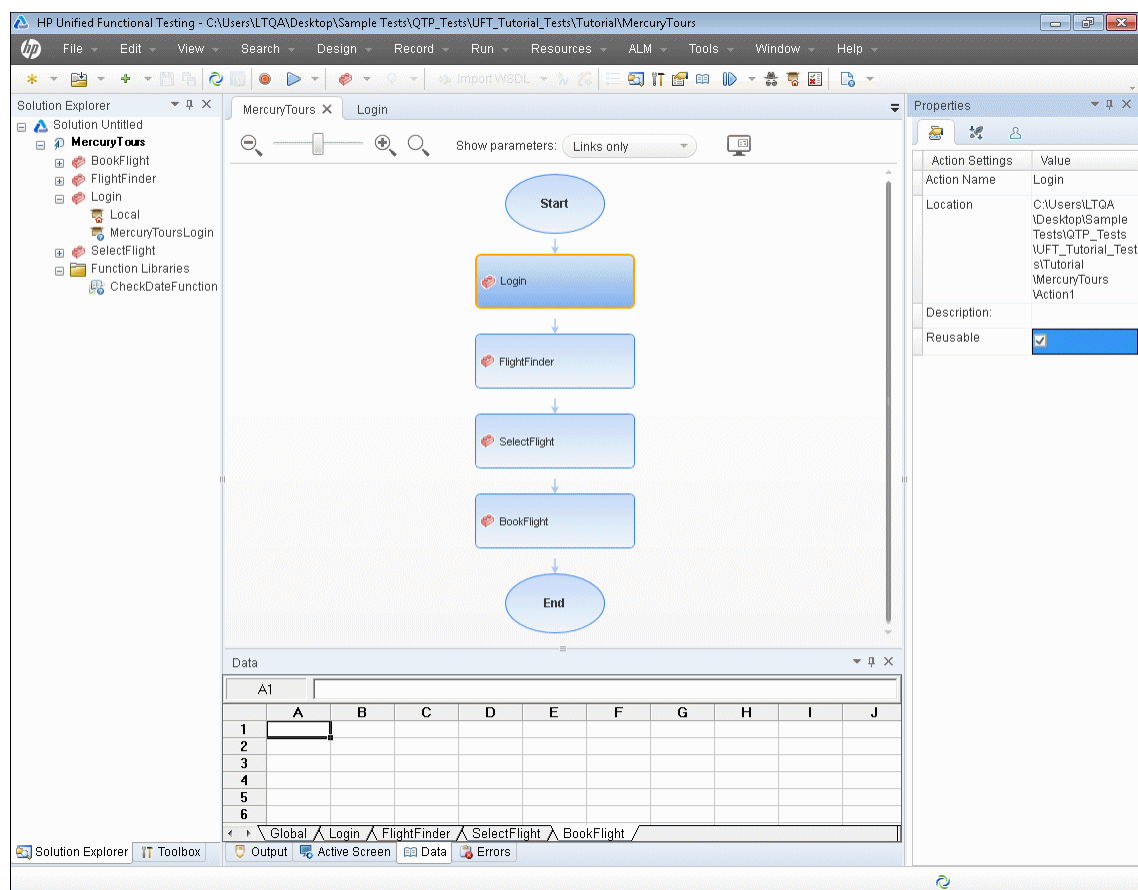 HP Unified Functional Testing - C:\Users\LTQA\Desktop\Sample Tests\QTP_Tests\UFT_Tutorial_Tests\Tutorial\MercuryTours
hp File Edit View Search Design Record Run Resources ALM Tools Window Help
Import WSDL
Solution Explorer
Solution Untitled
MercuryTours
BookFlight
FlightFinder
Login
Local
MercuryToursLogin
SelectFlight
Function Libraries
CheckDateFunction
Solution Explorer Toolbox
MercuryTours Login
Show parameters: Links only
Start
Login
FlightFinder
SelectFlight
BookFlight
End
Data
A1
A B C D E F G H I J
1
2
3
4
5
6
Global Login FlightFinder SelectFlight BookFlight
Output Active Screen Data Errors
Properties
Action Settings Value
Action Name Login
Location C:\Users\LTQA
\Desktop\Sample
Tests\QTP_Tests
\UFT_Tutorial_Test
s\Tutorial
\MercuryTours
\Action1
Description:
Reusable